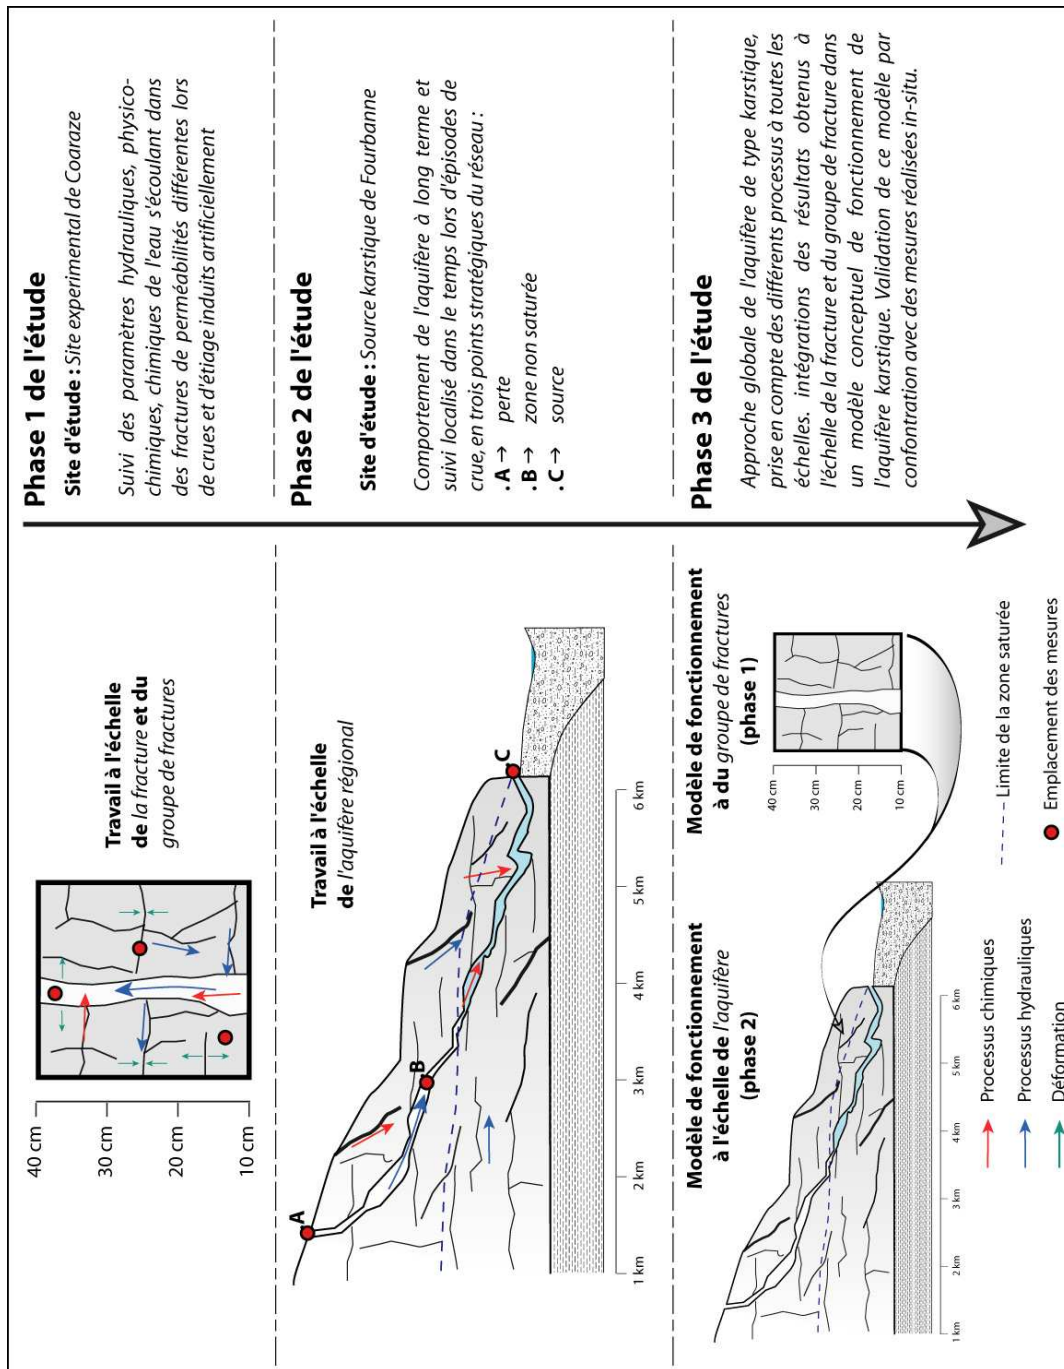 Phase 1 de l'étude
Site d'étude : Site experimental de Coaraze
Suivi des paramètres hydrauliques, physico-
chimiques, chimiques de l'eau s'écoulant dans
des fractures de perméabilités différentes lors
de crues et d'étiage induits artificiellement
Travail à l'échelle
de la fracture et du
groupe de fractures
40 cm
30 cm
20 cm
10 cm
Phase 2 de l'étude
Site d'étude : Source karstique de Fourbanne
Comportement de l'aquifère à long terme et
suivi localisé dans le temps lors d'épisodes de
crue, en trois points stratégiques du réseau :
. A → perte
. B → zone non saturée
. C → source
Travail à l'échelle
de l'aquifère régional
.A
.B
.C
1 km
2 km
3 km
4 km
5 km
6 km
Phase 3 de l'étude
Approche globale de l'aquifère de type karstique,
prise en compte des différents processus à toutes les
échelles. intégrations des résultats obtenus à
l'échelle de la fracture et du groupe de fracture dans
un modèle conceptuel de fonctionnement de
l'aquifère karstique. Validation de ce modèle par
confontration avec des mesures réalisées in-situ.
Modèle de fonctionnement
à l'échelle de l'aquifère
(phase 2)
Modèle de fonctionnement
à du groupe de fractures
(phase 1)
40 cm
30 cm
20 cm
10 cm
1 km
2 km
3 km
4 km
5 km
6 km
Processus chimiques
Processus hydrauliques
Déformation
Limite de la zone saturée
Emplacement des mesures